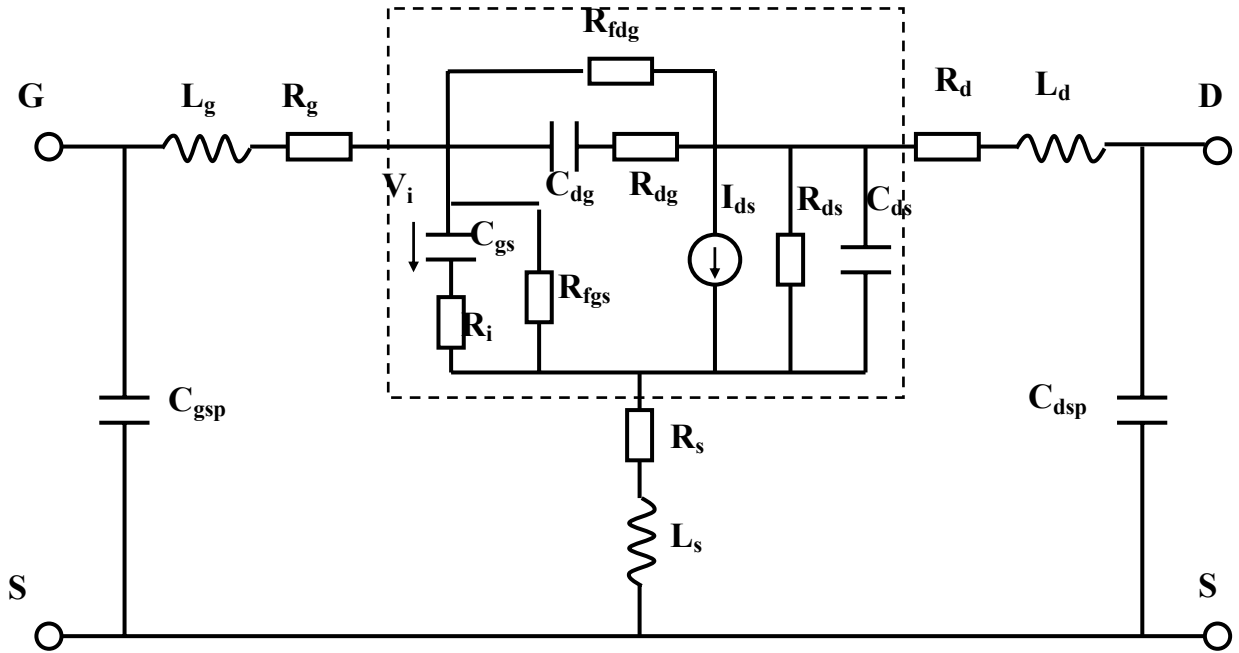 R_fdg
G
L_g
R_g
R_d
L_d
D
V_i
C_dg
R_dg
I_ds
R_ds
C_ds
C_gs
R_fgs
R_i
C_gsp
C_dsp
R_s
L_s
S
S